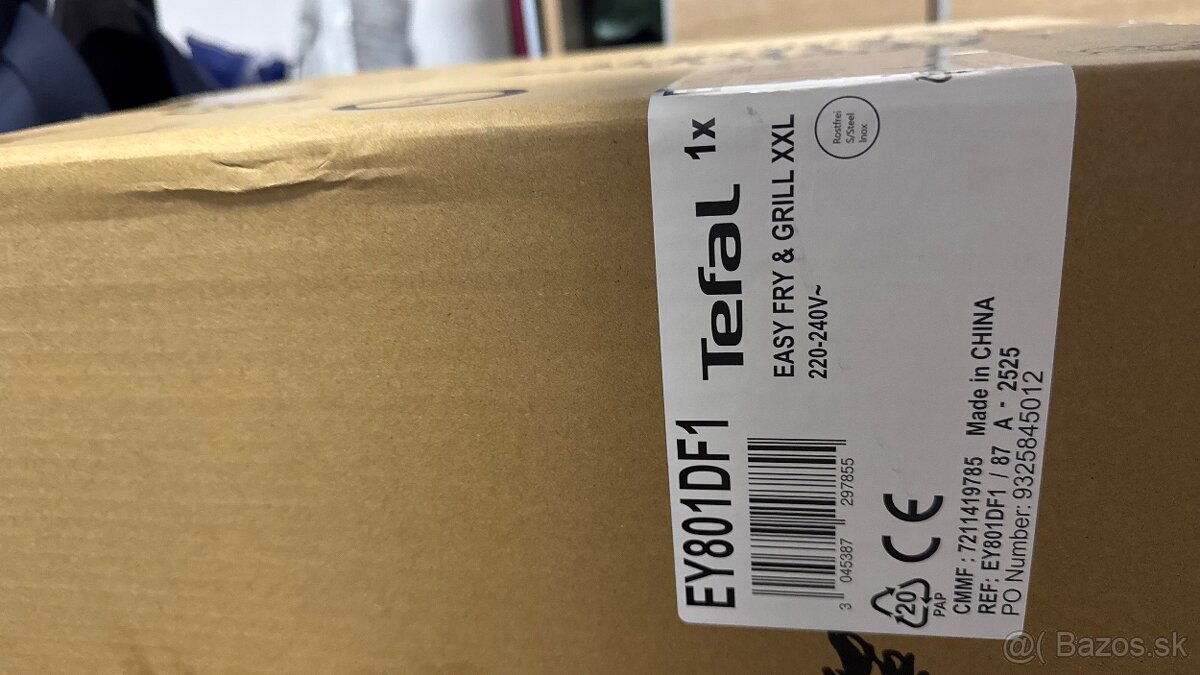 EY801DF1 Tefal 1x
EASY FRY & GRILL XXL
220-240V~
Rostfrei
S/Steel
Inox
3 045387 297855
20
PAP
CE
CMMF : 7211419785 Made in CHINA
REF: EY801DF1 / 87 A - 2525
PO Number: 9325845012
@( Bazos.sk